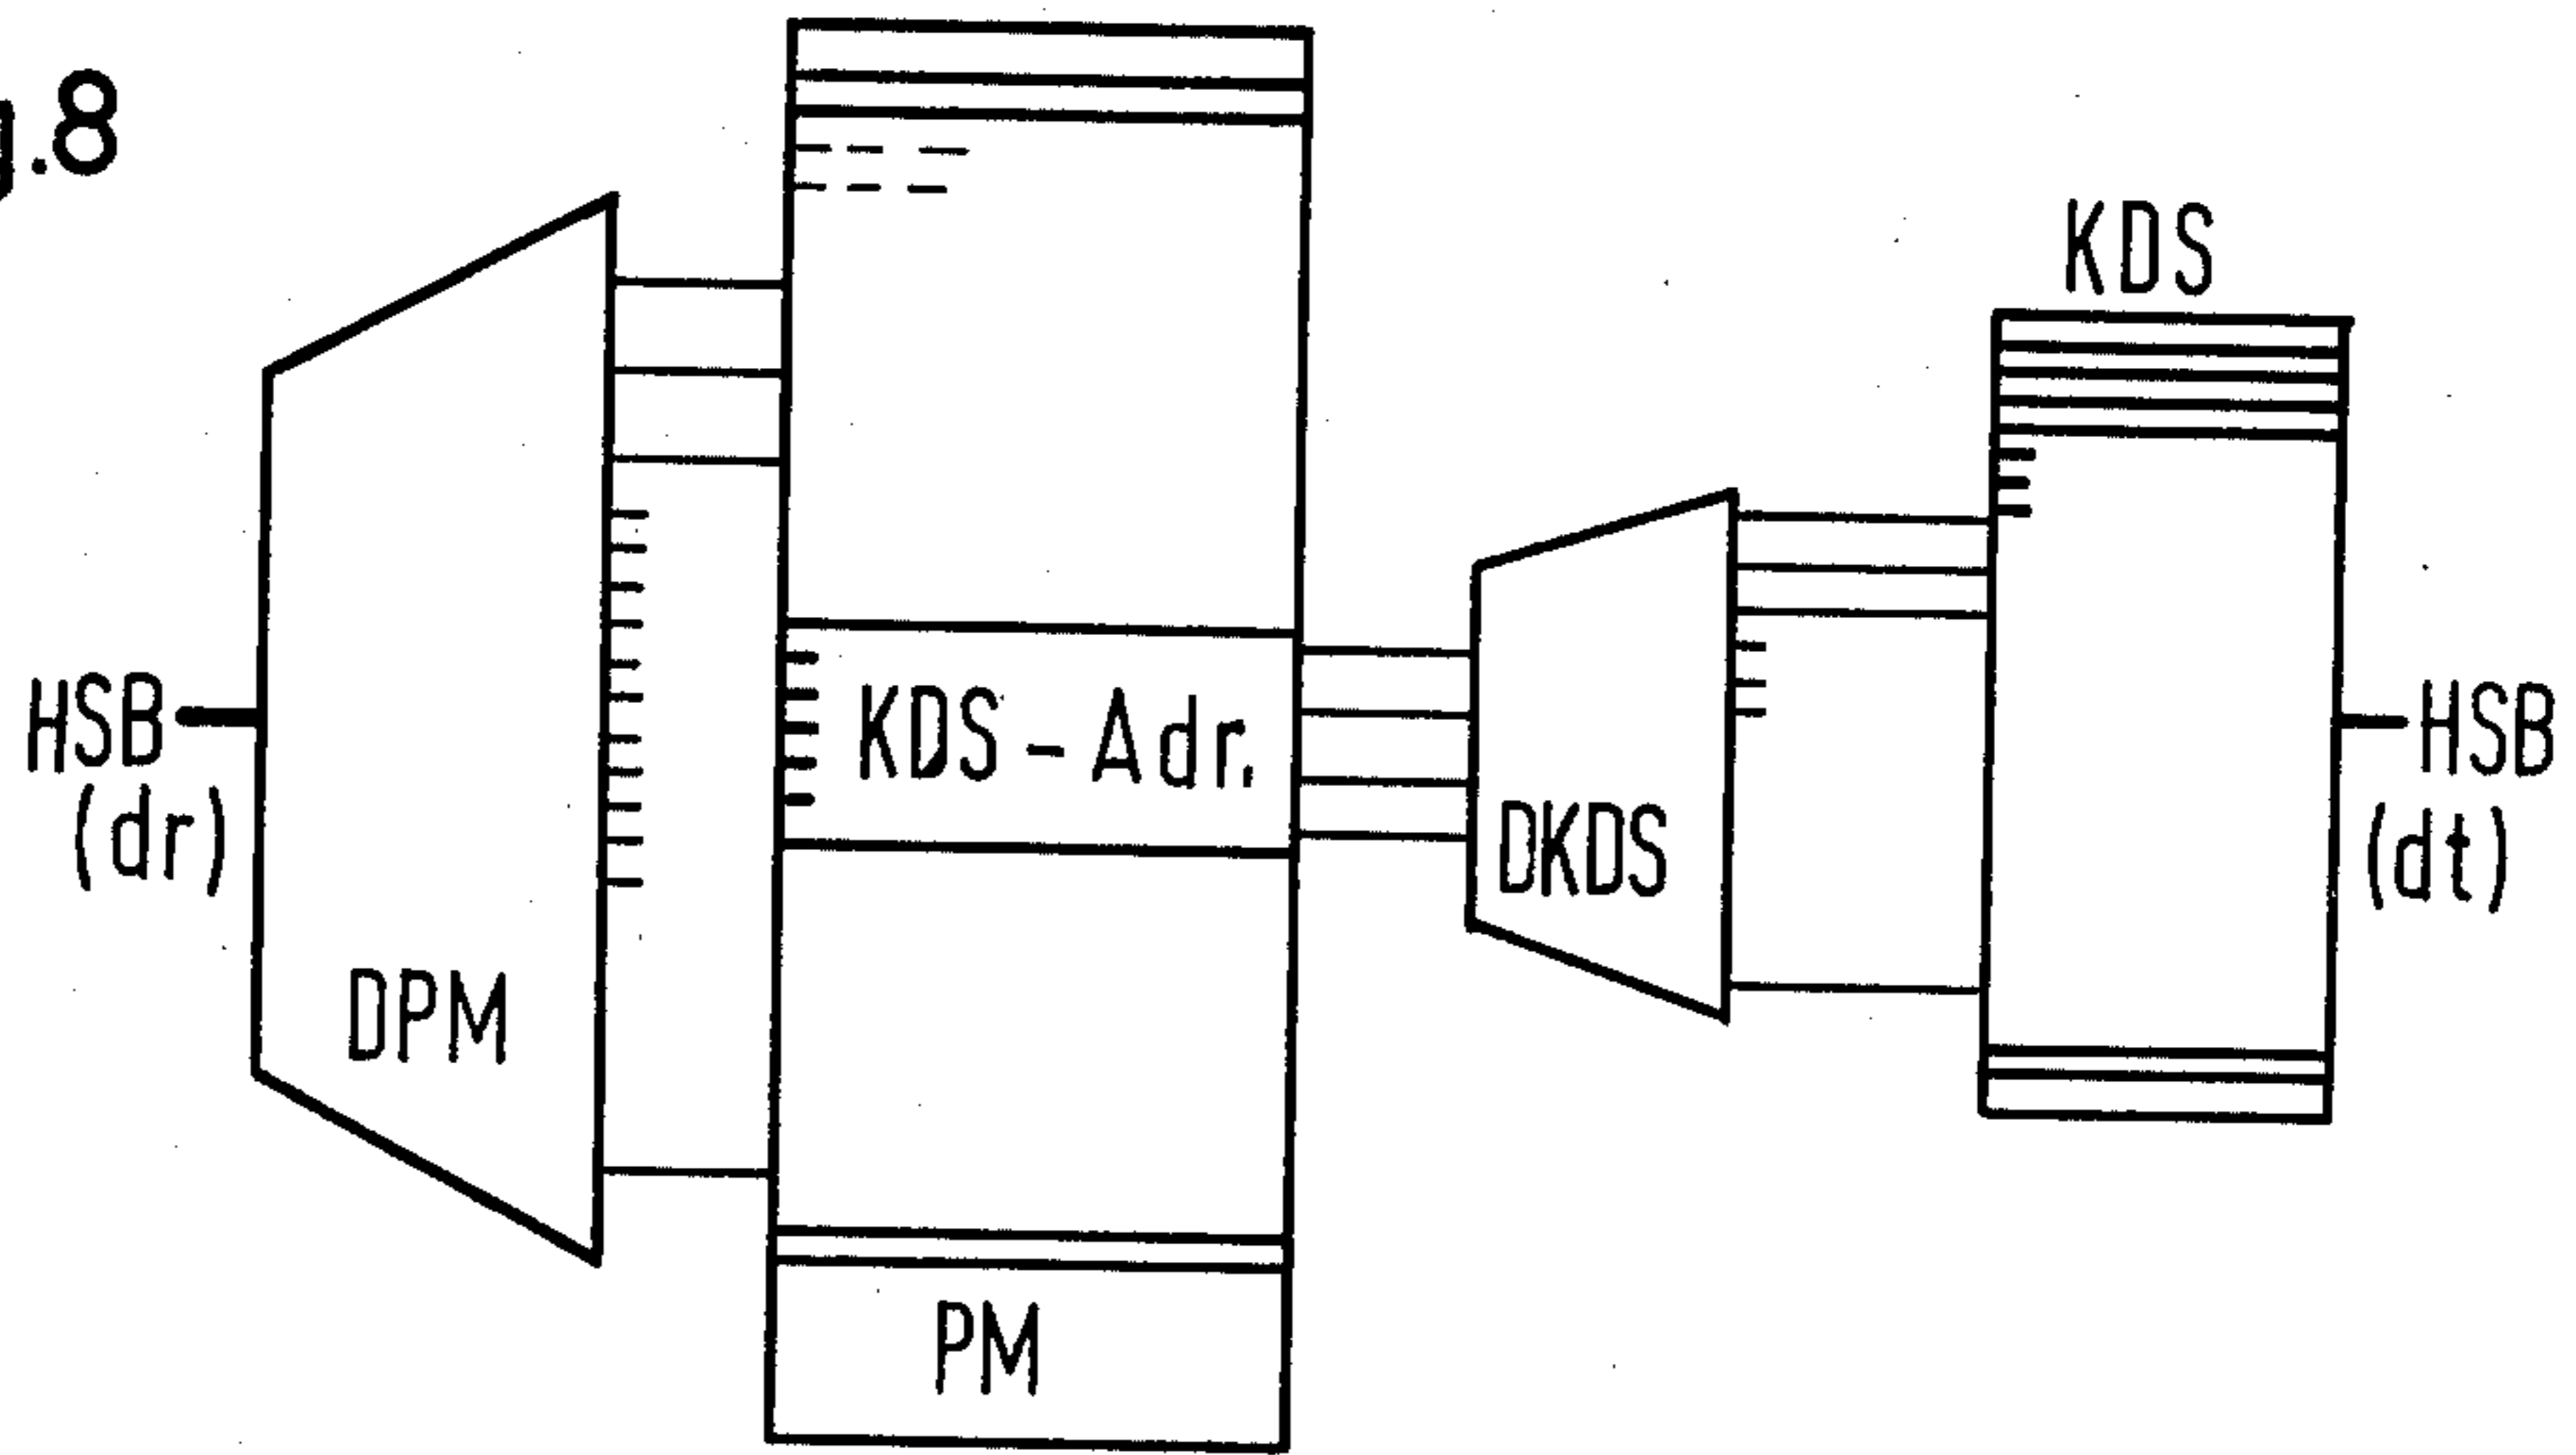 g.8
KDS
HSB
(dr)
DPM
KDS - Adr.
DKDS
HSB
(dt)
PM